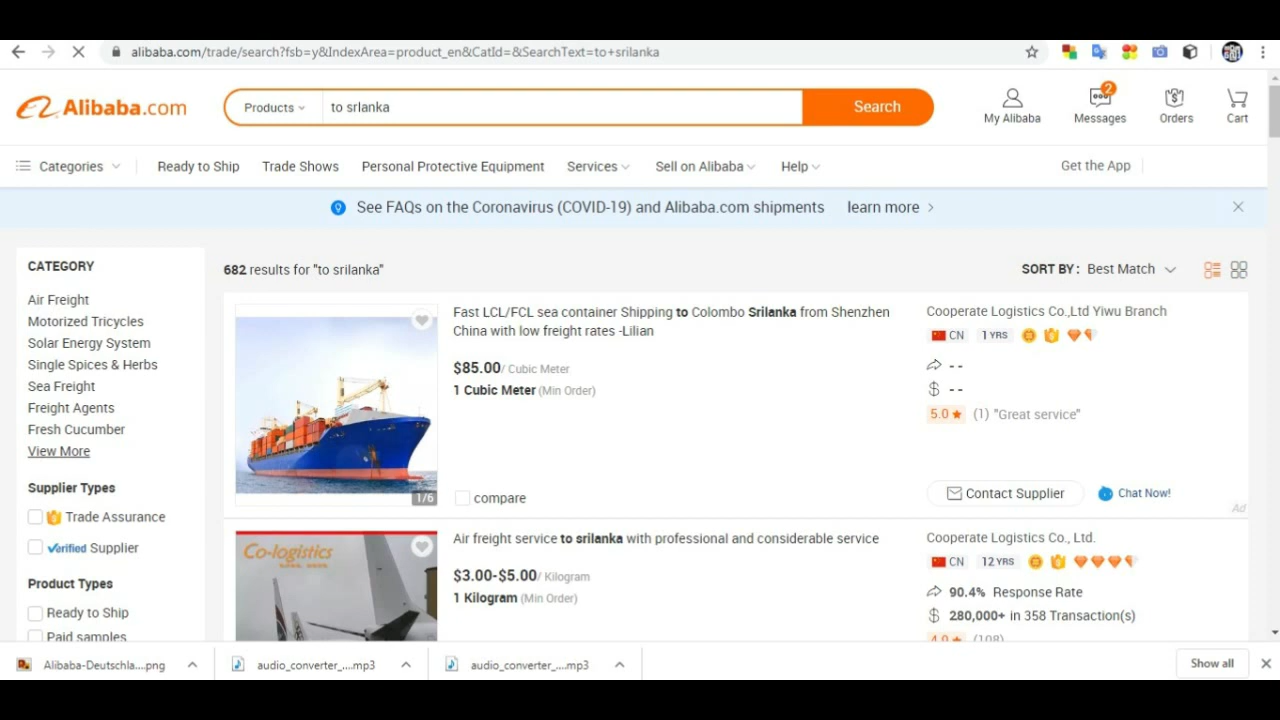 alibaba.com/trade/search?fsb=y&IndexArea=product_en&CatId=&SearchText=to+srilanka
Alibaba.com
Products
to srlanka
Search
My Alibaba
2
Messages
Orders
Cart
Categories
Ready to Ship
Trade Shows
Personal Protective Equipment
Services
Sell on Alibaba
Help
Get the App
See FAQs on the Coronavirus (COVID-19) and Alibaba.com shipments learn more
CATEGORY
Air Freight
Motorized Tricycles
Solar Energy System
Single Spices & Herbs
Sea Freight
Freight Agents
Fresh Cucumber
View More
Supplier Types
Trade Assurance
Verified Supplier
Product Types
Ready to Ship
Paid samples
682 results for "to srilanka"
SORT BY : Best Match
Fast LCL/FCL sea container Shipping to Colombo Srilanka from Shenzhen
China with low freight rates -Lilian
$85.00/ Cubic Meter
1 Cubic Meter (Min Order)
1/6
compare
Cooperate Logistics Co.,Ltd Yiwu Branch
CN 1 YRS
- -
$ - -
5.0 (1) "Great service"
Contact Supplier
Chat Now!
Ad
Co-logistics
Air freight service to srilanka with professional and considerable service
$3.00-$5.00/ Kilogram
1 Kilogram (Min Order)
Cooperate Logistics Co., Ltd.
CN 12 YRS
90.4% Response Rate
$ 280,000+ in 358 Transaction(s)
4.0 (108)
Alibaba-Deutschla....png
audio_converter_....mp3
audio_converter_....mp3
Show all